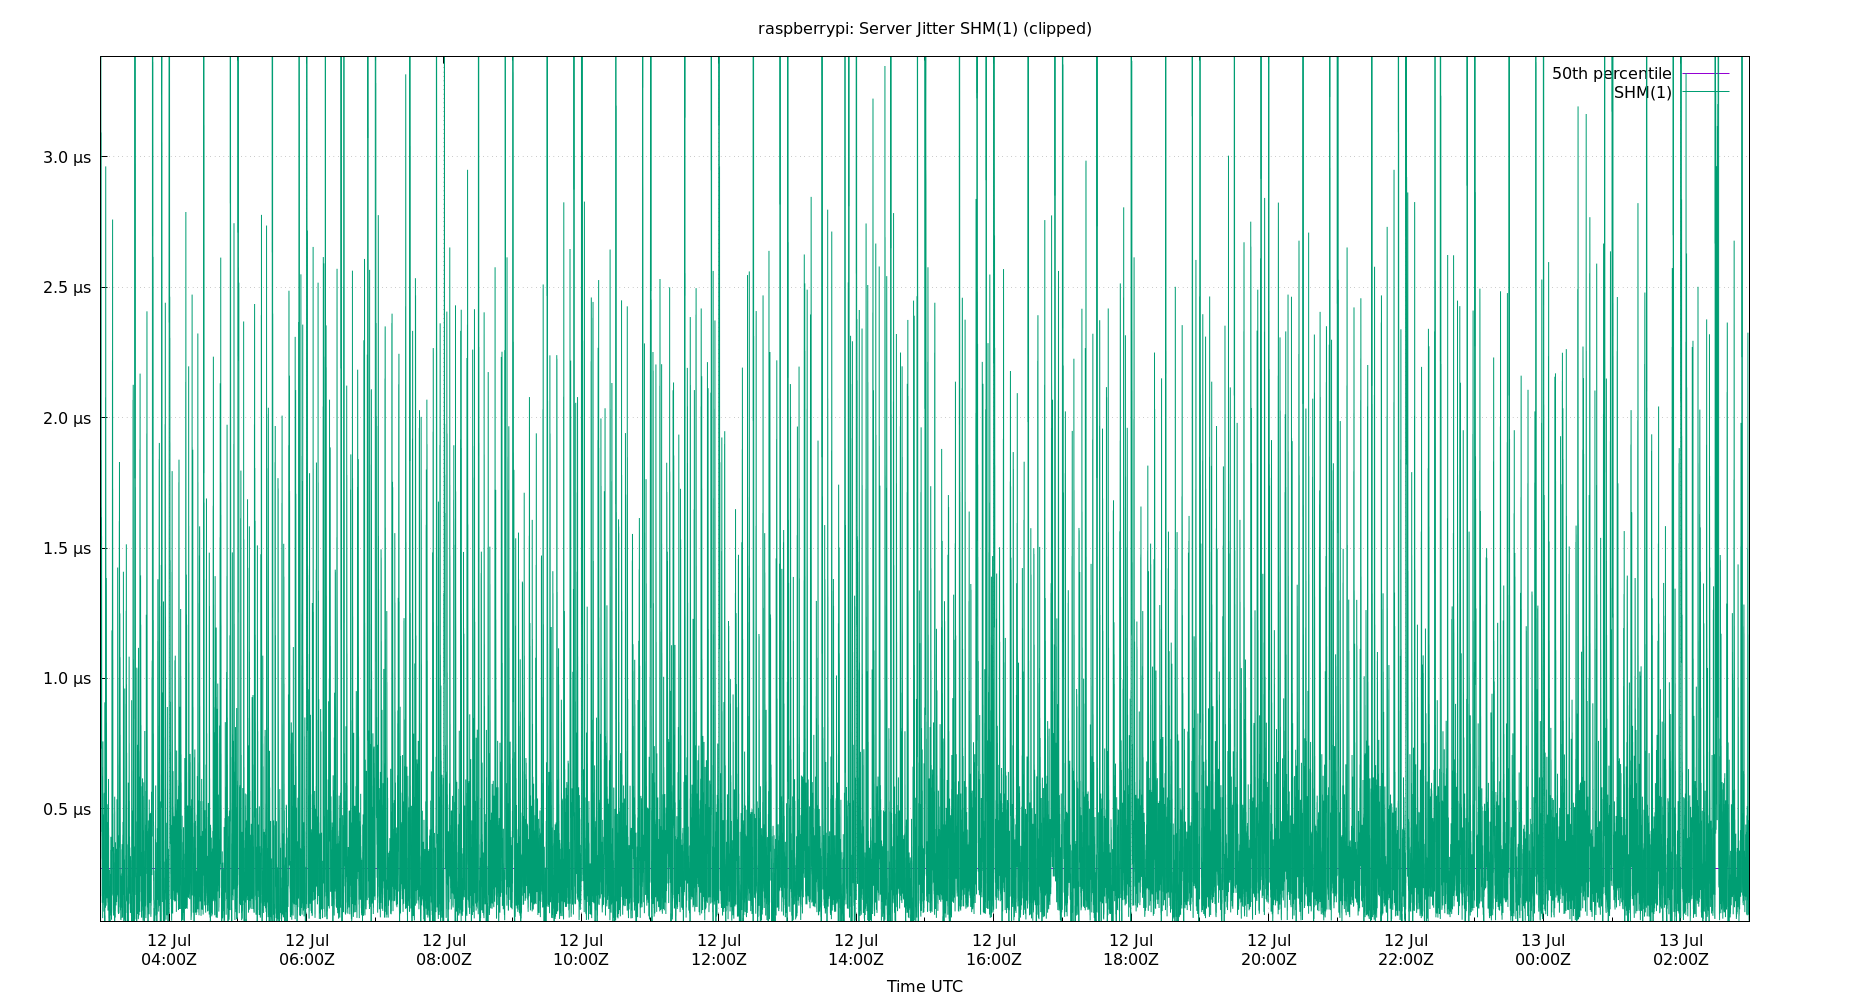 raspberrypi: Server Jitter SHM(1) (clipped)
50th percentile
SHM(1)
3.0 µs
2.5 µs
2.0 µs
1.5 µs
1.0 µs
0.5 µs
12 Jul 12 Jul 12 Jul 12 Jul 12 Jul 12 Jul 12 Jul 12 Jul 12 Jul 12 Jul 13 Jul 13 Jul
04:00Z 06:00Z 08:00Z 10:00Z 12:00Z 14:00Z 16:00Z 18:00Z 20:00Z 22:00Z 00:00Z 02:00Z
Time UTC